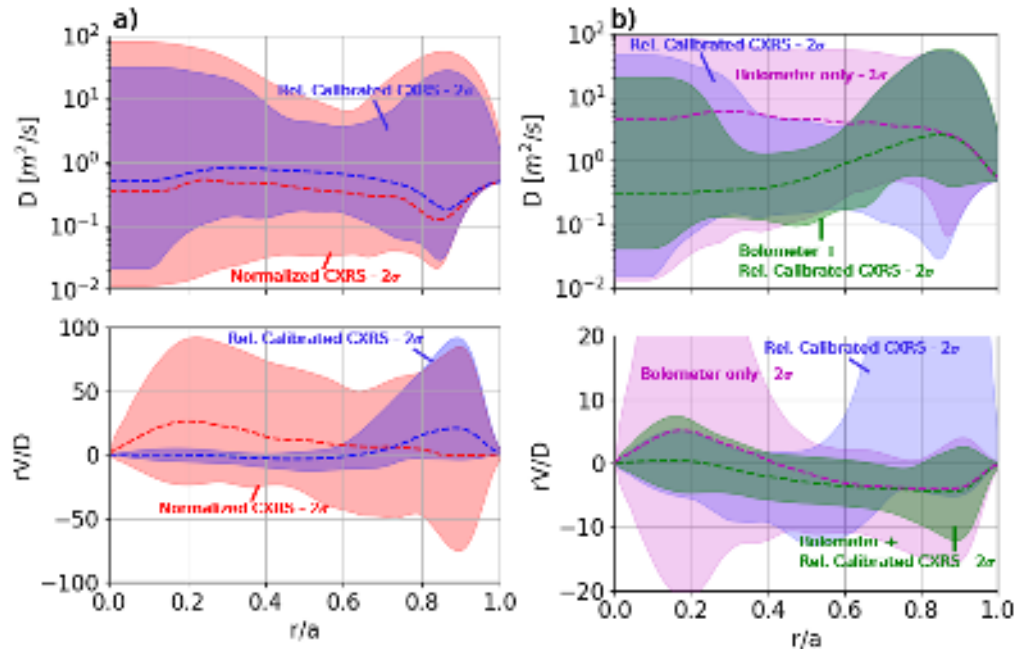 a)
D [m²/s]
10²
10¹
10⁰
10⁻¹
10⁻²
Rel. Calibrated CXRS - 2σ
Normalized CXRS - 2σ
b)
D [m²/s]
10²
10¹
10⁰
10⁻¹
10⁻²
Rel. Calibrated CXRS - 2σ
Bolometer only - 2σ
Bolometer +
Rel. Calibrated CXRS - 2σ
rV/D
100
50
0
−50
−100
Rel. Calibrated CXRS - 2σ
Normalized CXRS - 2σ
0.0 0.2 0.4 0.6 0.8 1.0
r/a
rV/D
20
10
0
−10
−20
Rel. Calibrated CXRS - 2σ
Bolometer only 2σ
Bolometer +
Rel. Calibrated CXRS 2σ
0.0 0.2 0.4 0.6 0.8 1.0
r/a